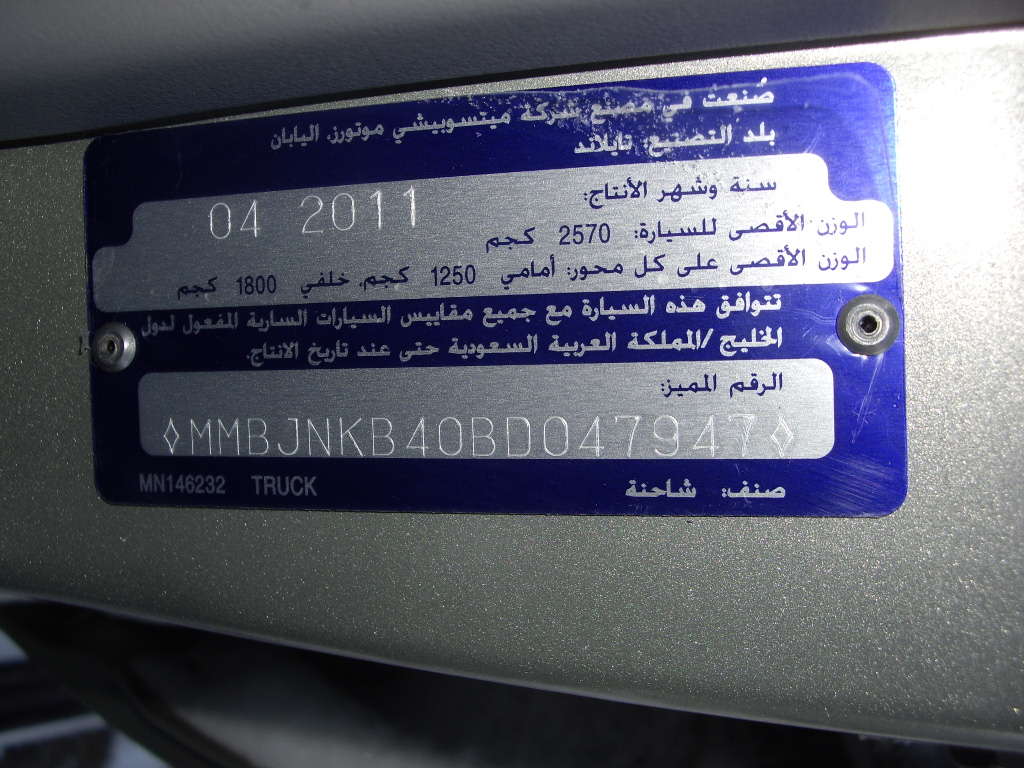 صُنعت في مصنع شركة ميتسوبيشي موتورز. اليابان
بلد التصنيع: تايلاند
سنة وشهر الأنتاج:
04 2011
الوزن الأقصى للسيارة: 2570 كجم
الوزن الأقصى على كل محور: أمامي 1250 كجم. خلفي 1800 كجم
تتوافق هذه السيارة مع جميع مقاييس السيارات السارية المفعول لدول
الخليج /المملكة العربية السعودية حتى عند تأريخ الانتاج.
الرقم المميز:
◊MMBJNKB40BD047947◊
صنف: شاحنة
MN146232 TRUCK